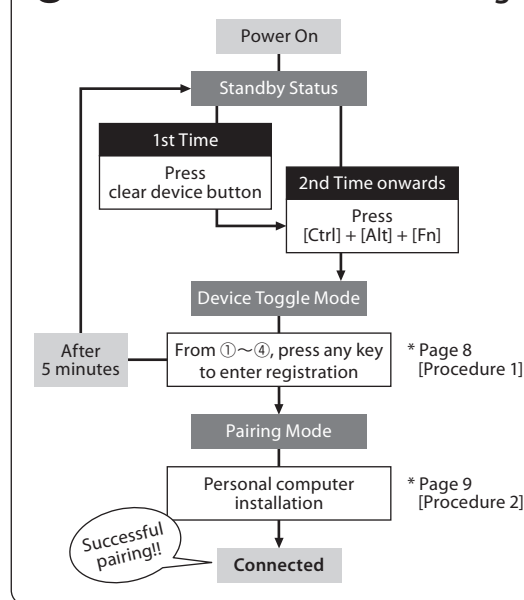 Power On
Standby Status
1st Time
Press
clear device button
2nd Time onwards
Press
[Ctrl] + [Alt] + [Fn]
Device Toggle Mode
After
5 minutes
From ①～④, press any key
to enter registration
* Page 8
[Procedure 1]
Pairing Mode
Personal computer
installation
* Page 9
[Procedure 2]
Successful
pairing!!
Connected